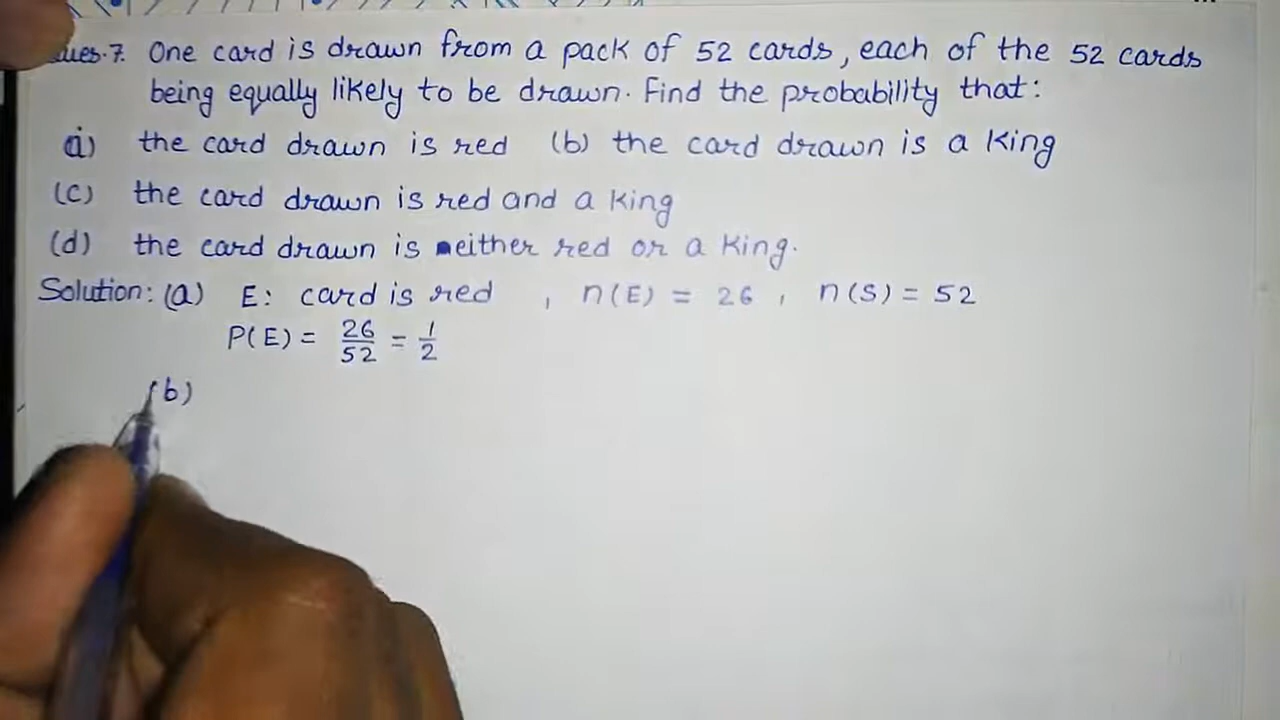 Ques.7. One card is drawn from a pack of 52 cards, each of the 52 cards
being equally likely to be drawn. Find the probability that:
(i) the card drawn is red (b) the card drawn is a king
(c) the card drawn is red and a king
(d) the card drawn is either red or a king.
Solution: (a) E: card is red , n(E) = 26 , n(S) = 52
P(E) = 26/52 = 1/2
(b)